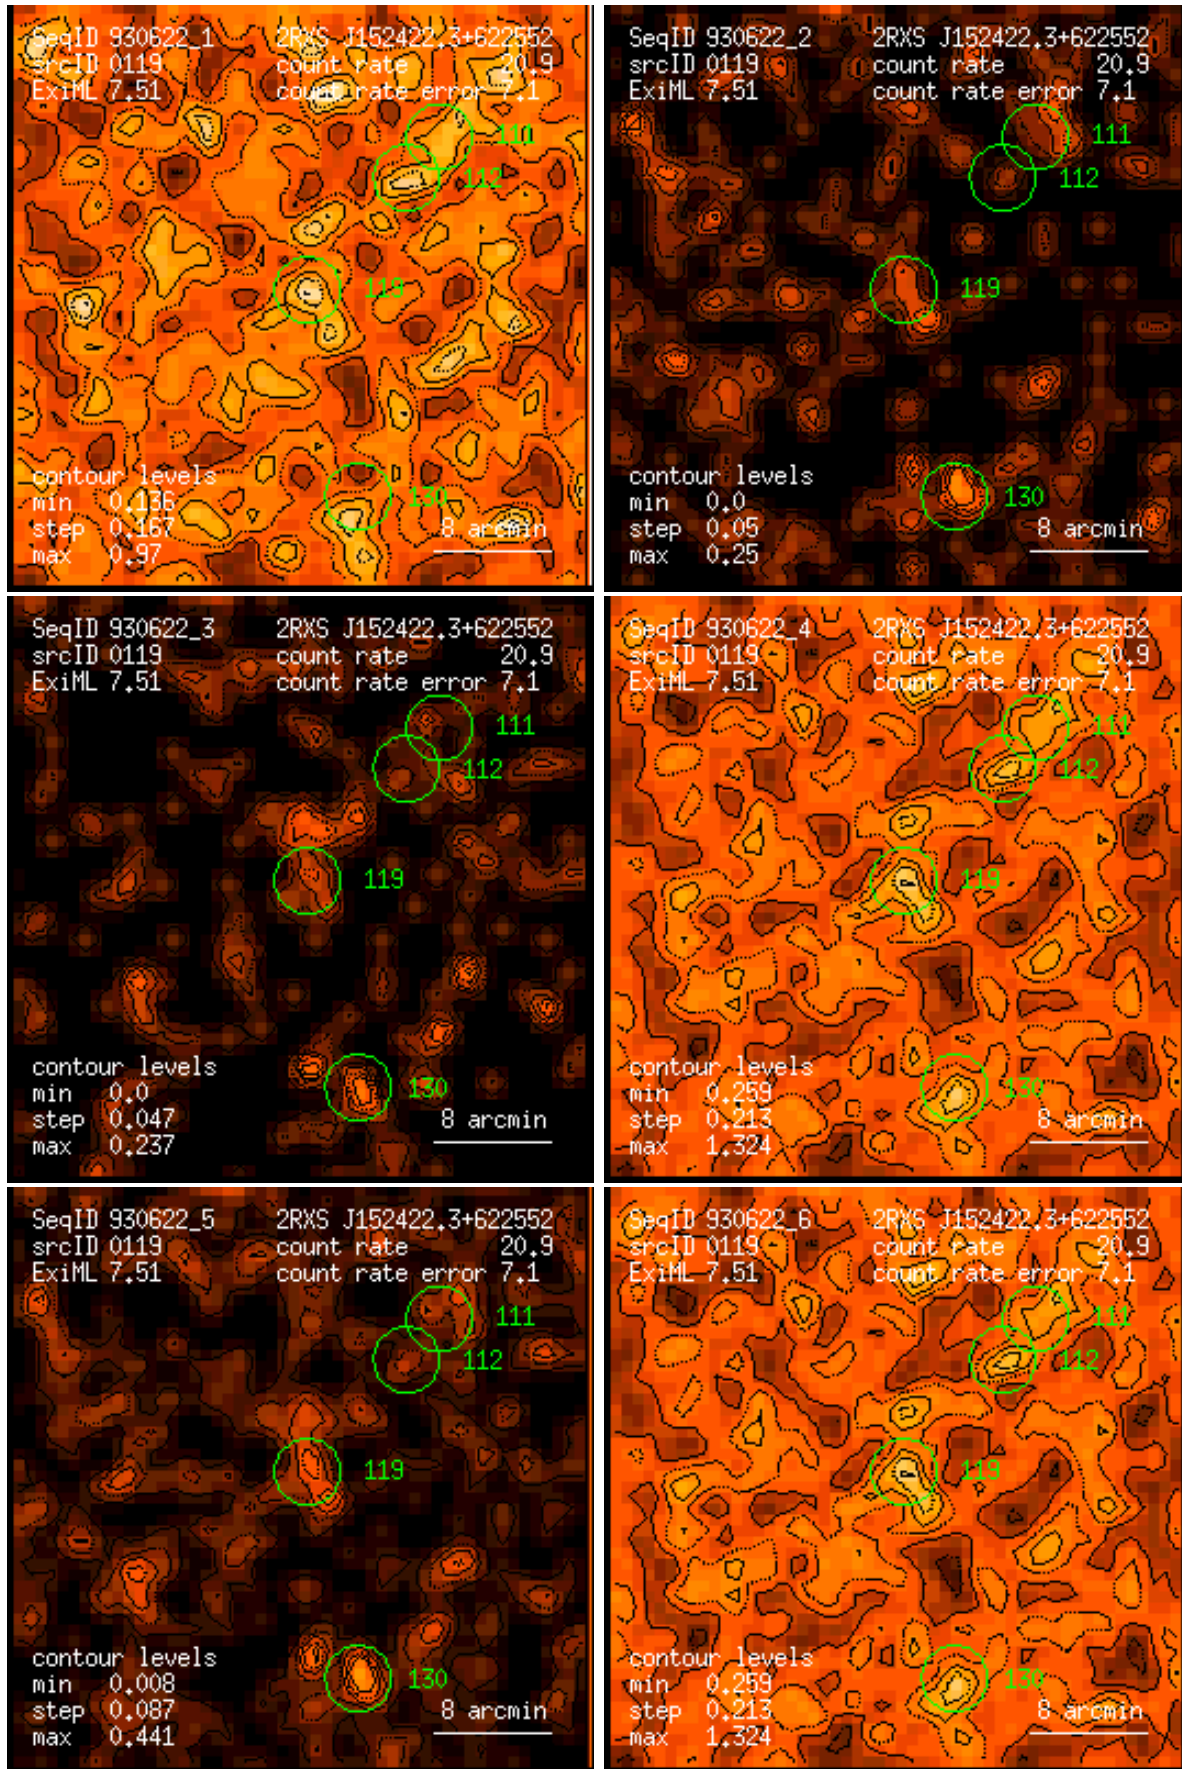 SeqID 930622_1 2RXS J152422.3+622552
srcID 0119 count rate 20.9
ExiML 7.51 count rate error 7.1
111
112
119
contour levels
min 0.136 130
step 0.167 8 arcmin
max 0.97
SeqID 930622_2 2RXS J152422.3+622552
srcID 0119 count rate 20.9
ExiML 7.51 count rate error 7.1
111
112
119
contour levels
min 0.0 130
step 0.05 8 arcmin
max 0.25
SeqID 930622_3 2RXS J152422.3+622552
srcID 0119 count rate 20.9
ExiML 7.51 count rate error 7.1
111
112
119
contour levels
min 0.0 130
step 0.047 8 arcmin
max 0.237
SeqID 930622_4 2RXS J152422.3+622552
srcID 0119 count rate 20.9
ExiML 7.51 count rate error 7.1
111
112
119
contour levels
min 0.259 130
step 0.213 8 arcmin
max 1.324
SeqID 930622_5 2RXS J152422.3+622552
srcID 0119 count rate 20.9
ExiML 7.51 count rate error 7.1
111
112
119
contour levels
min 0.008 130
step 0.087 8 arcmin
max 0.441
SeqID 930622_6 2RXS J152422.3+622552
srcID 0119 count rate 20.9
ExiML 7.51 count rate error 7.1
111
112
119
contour levels
min 0.259 130
step 0.213 8 arcmin
max 1.324